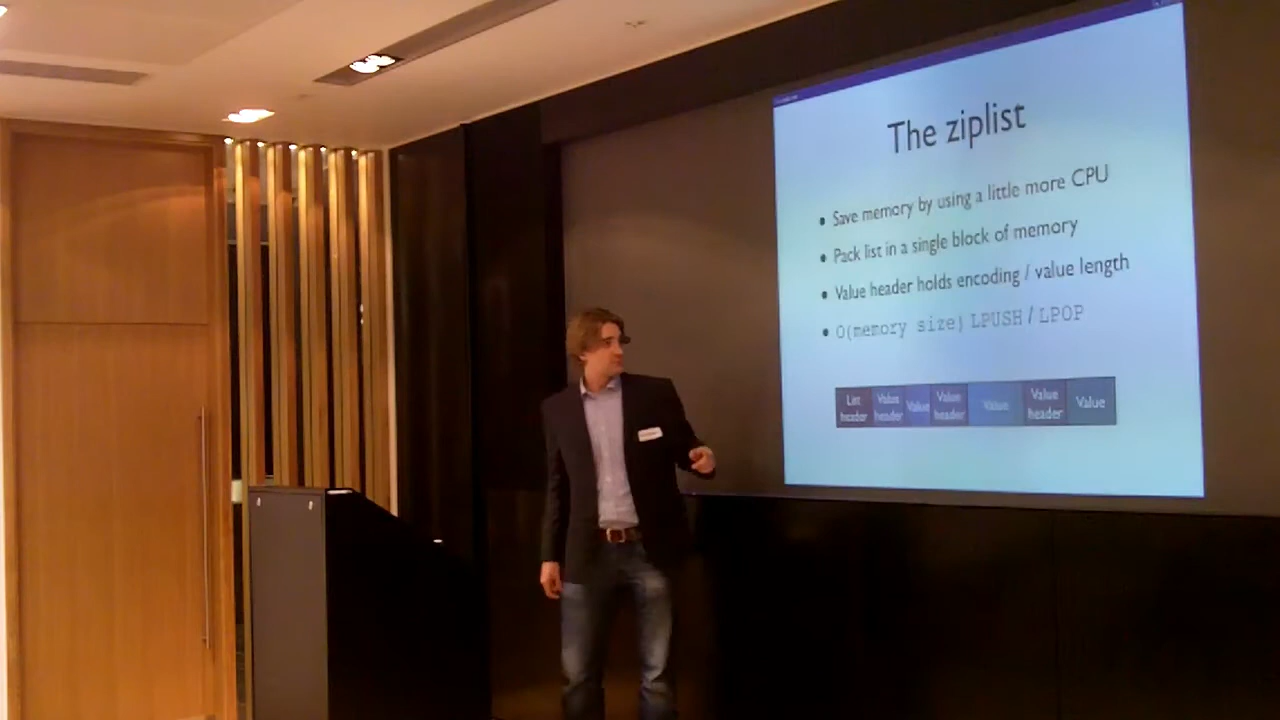 The ziplist
• Save memory by using a little more CPU
• Pack list in a single block of memory
• Value header holds encoding / value length
• O(memory size) LPUSH / LPOP
List header
Value header
Value
Value header
Value
Value header
Value